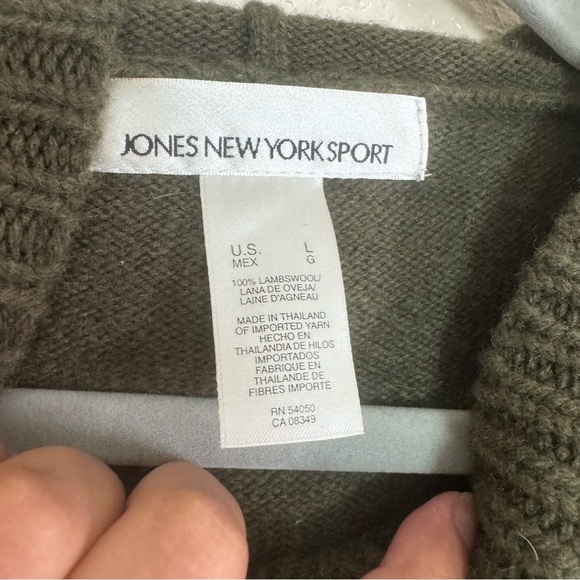 JONES NEW YORK SPORT
U.S. L
MEX G
100% LAMBSWOOL/
LANA DE OVEJA/
LAINE D'AGNEAU
MADE IN THAILAND
OF IMPORTED YARN
HECHO EN
THAILANDIA DE HILOS
IMPORTADOS
FABRIQUE EN
THAILANDE DE
FIBRES IMPORTE
RN 54050
CA 08349